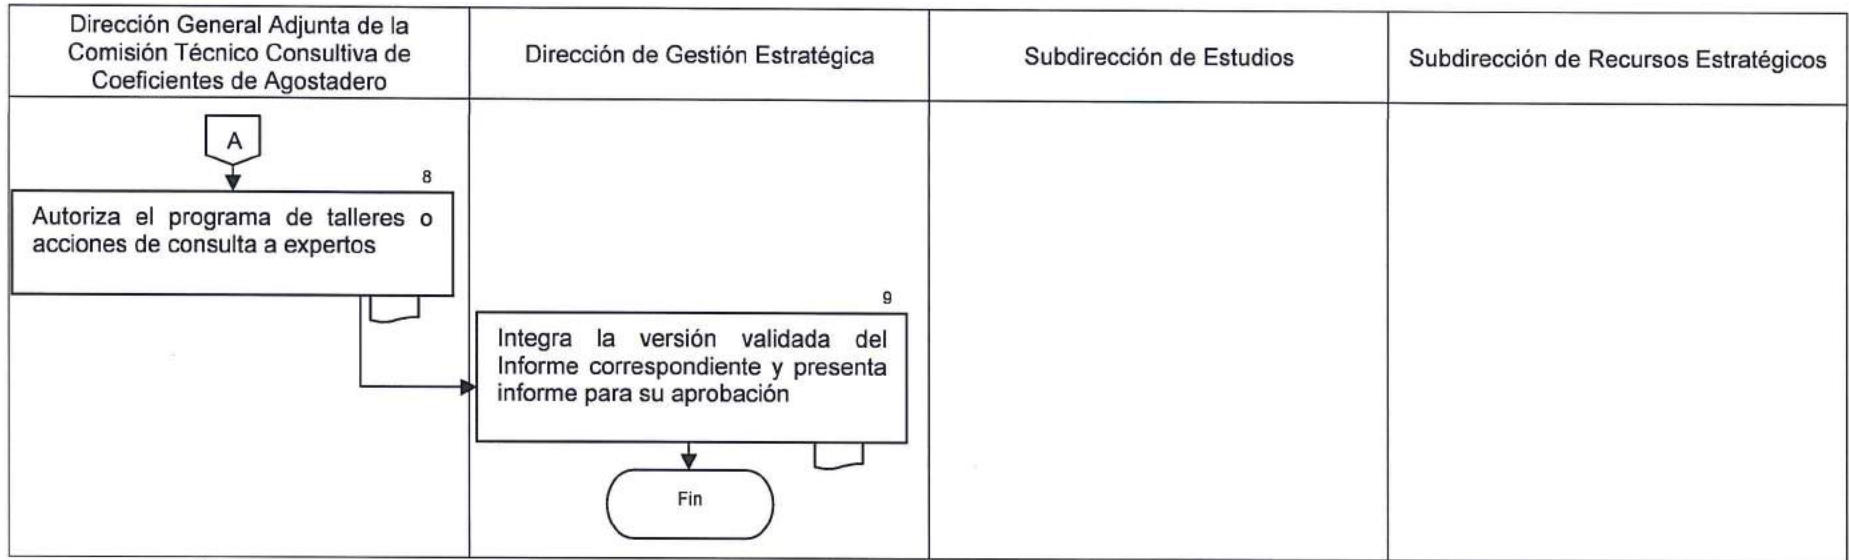 Dirección General Adjunta de la
Comisión Técnico Consultiva de
Coeficientes de Agostadero
Dirección de Gestión Estratégica
Subdirección de Estudios
Subdirección de Recursos Estratégicos
A
8
Autoriza el programa de talleres o
acciones de consulta a expertos
9
Integra la versión validada del
Informe correspondiente y presenta
informe para su aprobación
Fin